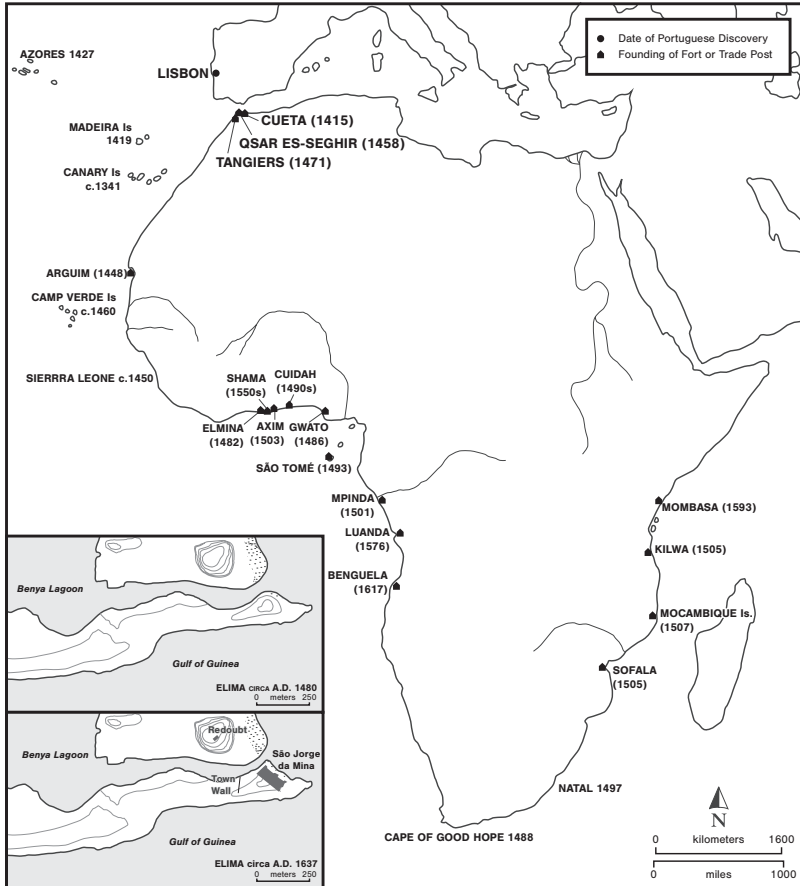 Date of Portuguese Discovery
Founding of Fort or Trade Post
AZORES 1427
LISBON
MADEIRA Is
1419
CUETA (1415)
QSAR ES-SEGHIR (1458)
TANGIERS (1471)
CANARY Is
c.1341
ARGUIM (1448)
CAMP VERDE Is
c.1460
SIERRRA LEONE c.1450
SHAMA
(1550s)
CUIDAH
(1490s)
ELMINA
(1482)
AXIM
(1503)
GWATO
(1486)
SÃO TOMÉ (1493)
MPINDA
(1501)
LUANDA
(1576)
BENGUELA
(1617)
MOMBASA (1593)
KILWA (1505)
MOCAMBIQUE Is.
(1507)
SOFALA
(1505)
NATAL 1497
CAPE OF GOOD HOPE 1488
N
0 kilometers 1600
0 miles 1000
Benya Lagoon
Gulf of Guinea
ELIMA CIRCA A.D. 1480
0 meters 250
Redoubt
Benya Lagoon
São Jorge
da Mina
Town
Wall
Gulf of Guinea
ELIMA circa A.D. 1637
0 meters 250